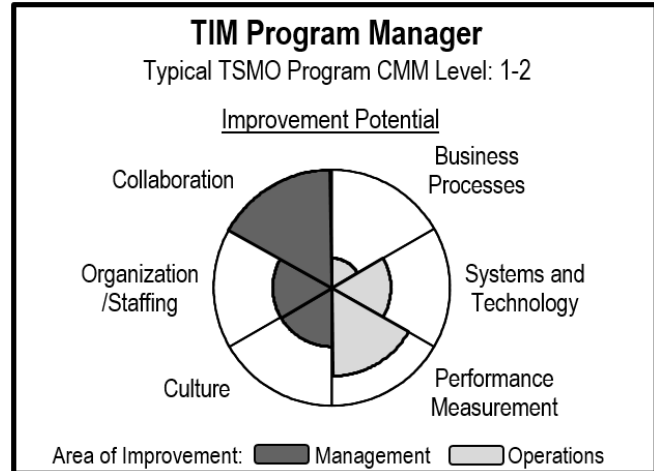 TIM Program Manager
Typical TSMO Program CMM Level: 1-2
Improvement Potential
Collaboration
Business
Processes
Organization
/Staffing
Systems and
Technology
Culture
Performance
Measurement
Area of Improvement: Management Operations